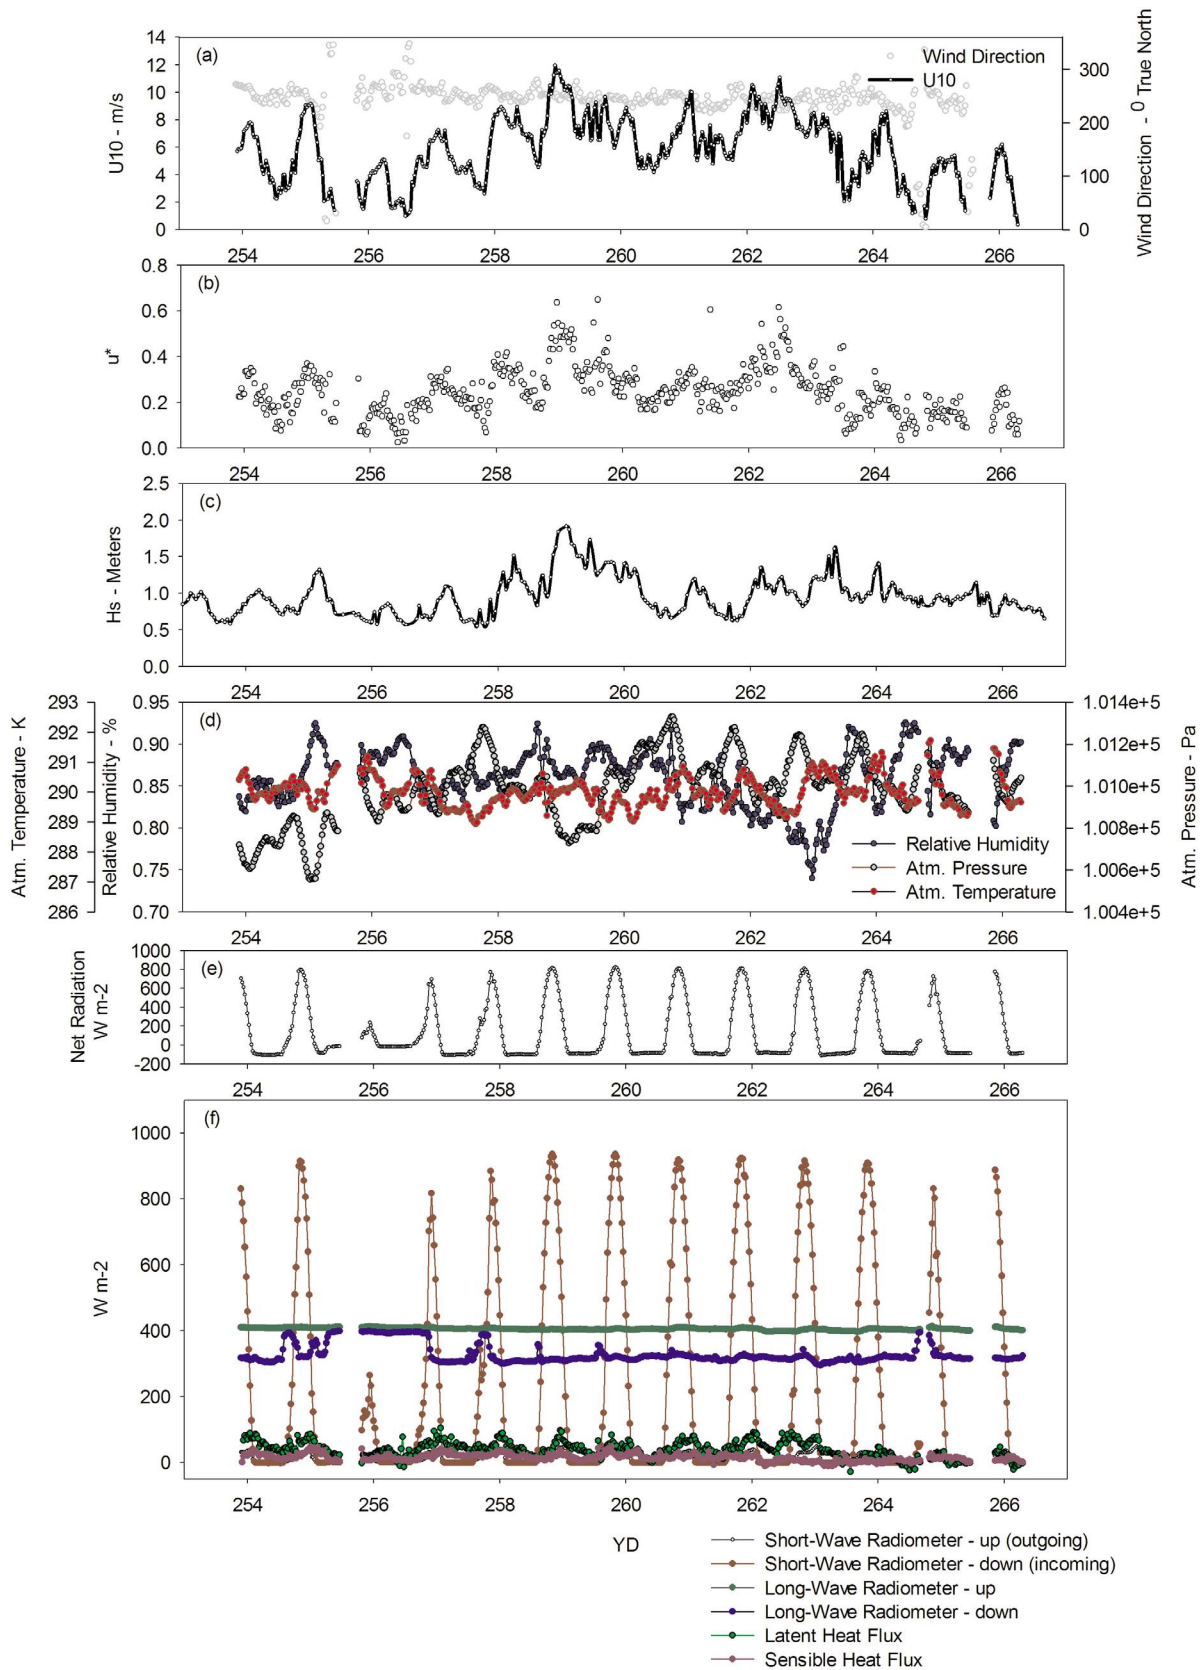 (a)
14
12
10
8
6
4
2
0
U10 - m/s
Wind Direction
U10
300
200
100
0
Wind Direction - 0 True North
254 256 258 260 262 264 266
(b)
0.8
0.6
0.4
0.2
0.0
u*
254 256 258 260 262 264 266
(c)
2.5
2.0
1.5
1.0
0.5
0.0
Hs - Meters
254 256 258 260 262 264 266
(d)
293
292
291
290
289
288
287
286
Atm. Temperature - K
0.95
0.90
0.85
0.80
0.75
0.70
Relative Humidity - %
Relative Humidity
Atm. Pressure
Atm. Temperature
1.014e+5
1.012e+5
1.010e+5
1.008e+5
1.006e+5
1.004e+5
Atm. Pressure - Pa
254 256 258 260 262 264 266
(e)
1000
800
600
400
200
0
-200
Net Radiation
W m-2
254 256 258 260 262 264 266
(f)
1000
800
600
400
200
0
W m-2
254 256 258 260 262 264 266
YD
Short-Wave Radiometer - up (outgoing)
Short-Wave Radiometer - down (incoming)
Long-Wave Radiometer - up
Long-Wave Radiometer - down
Latent Heat Flux
Sensible Heat Flux